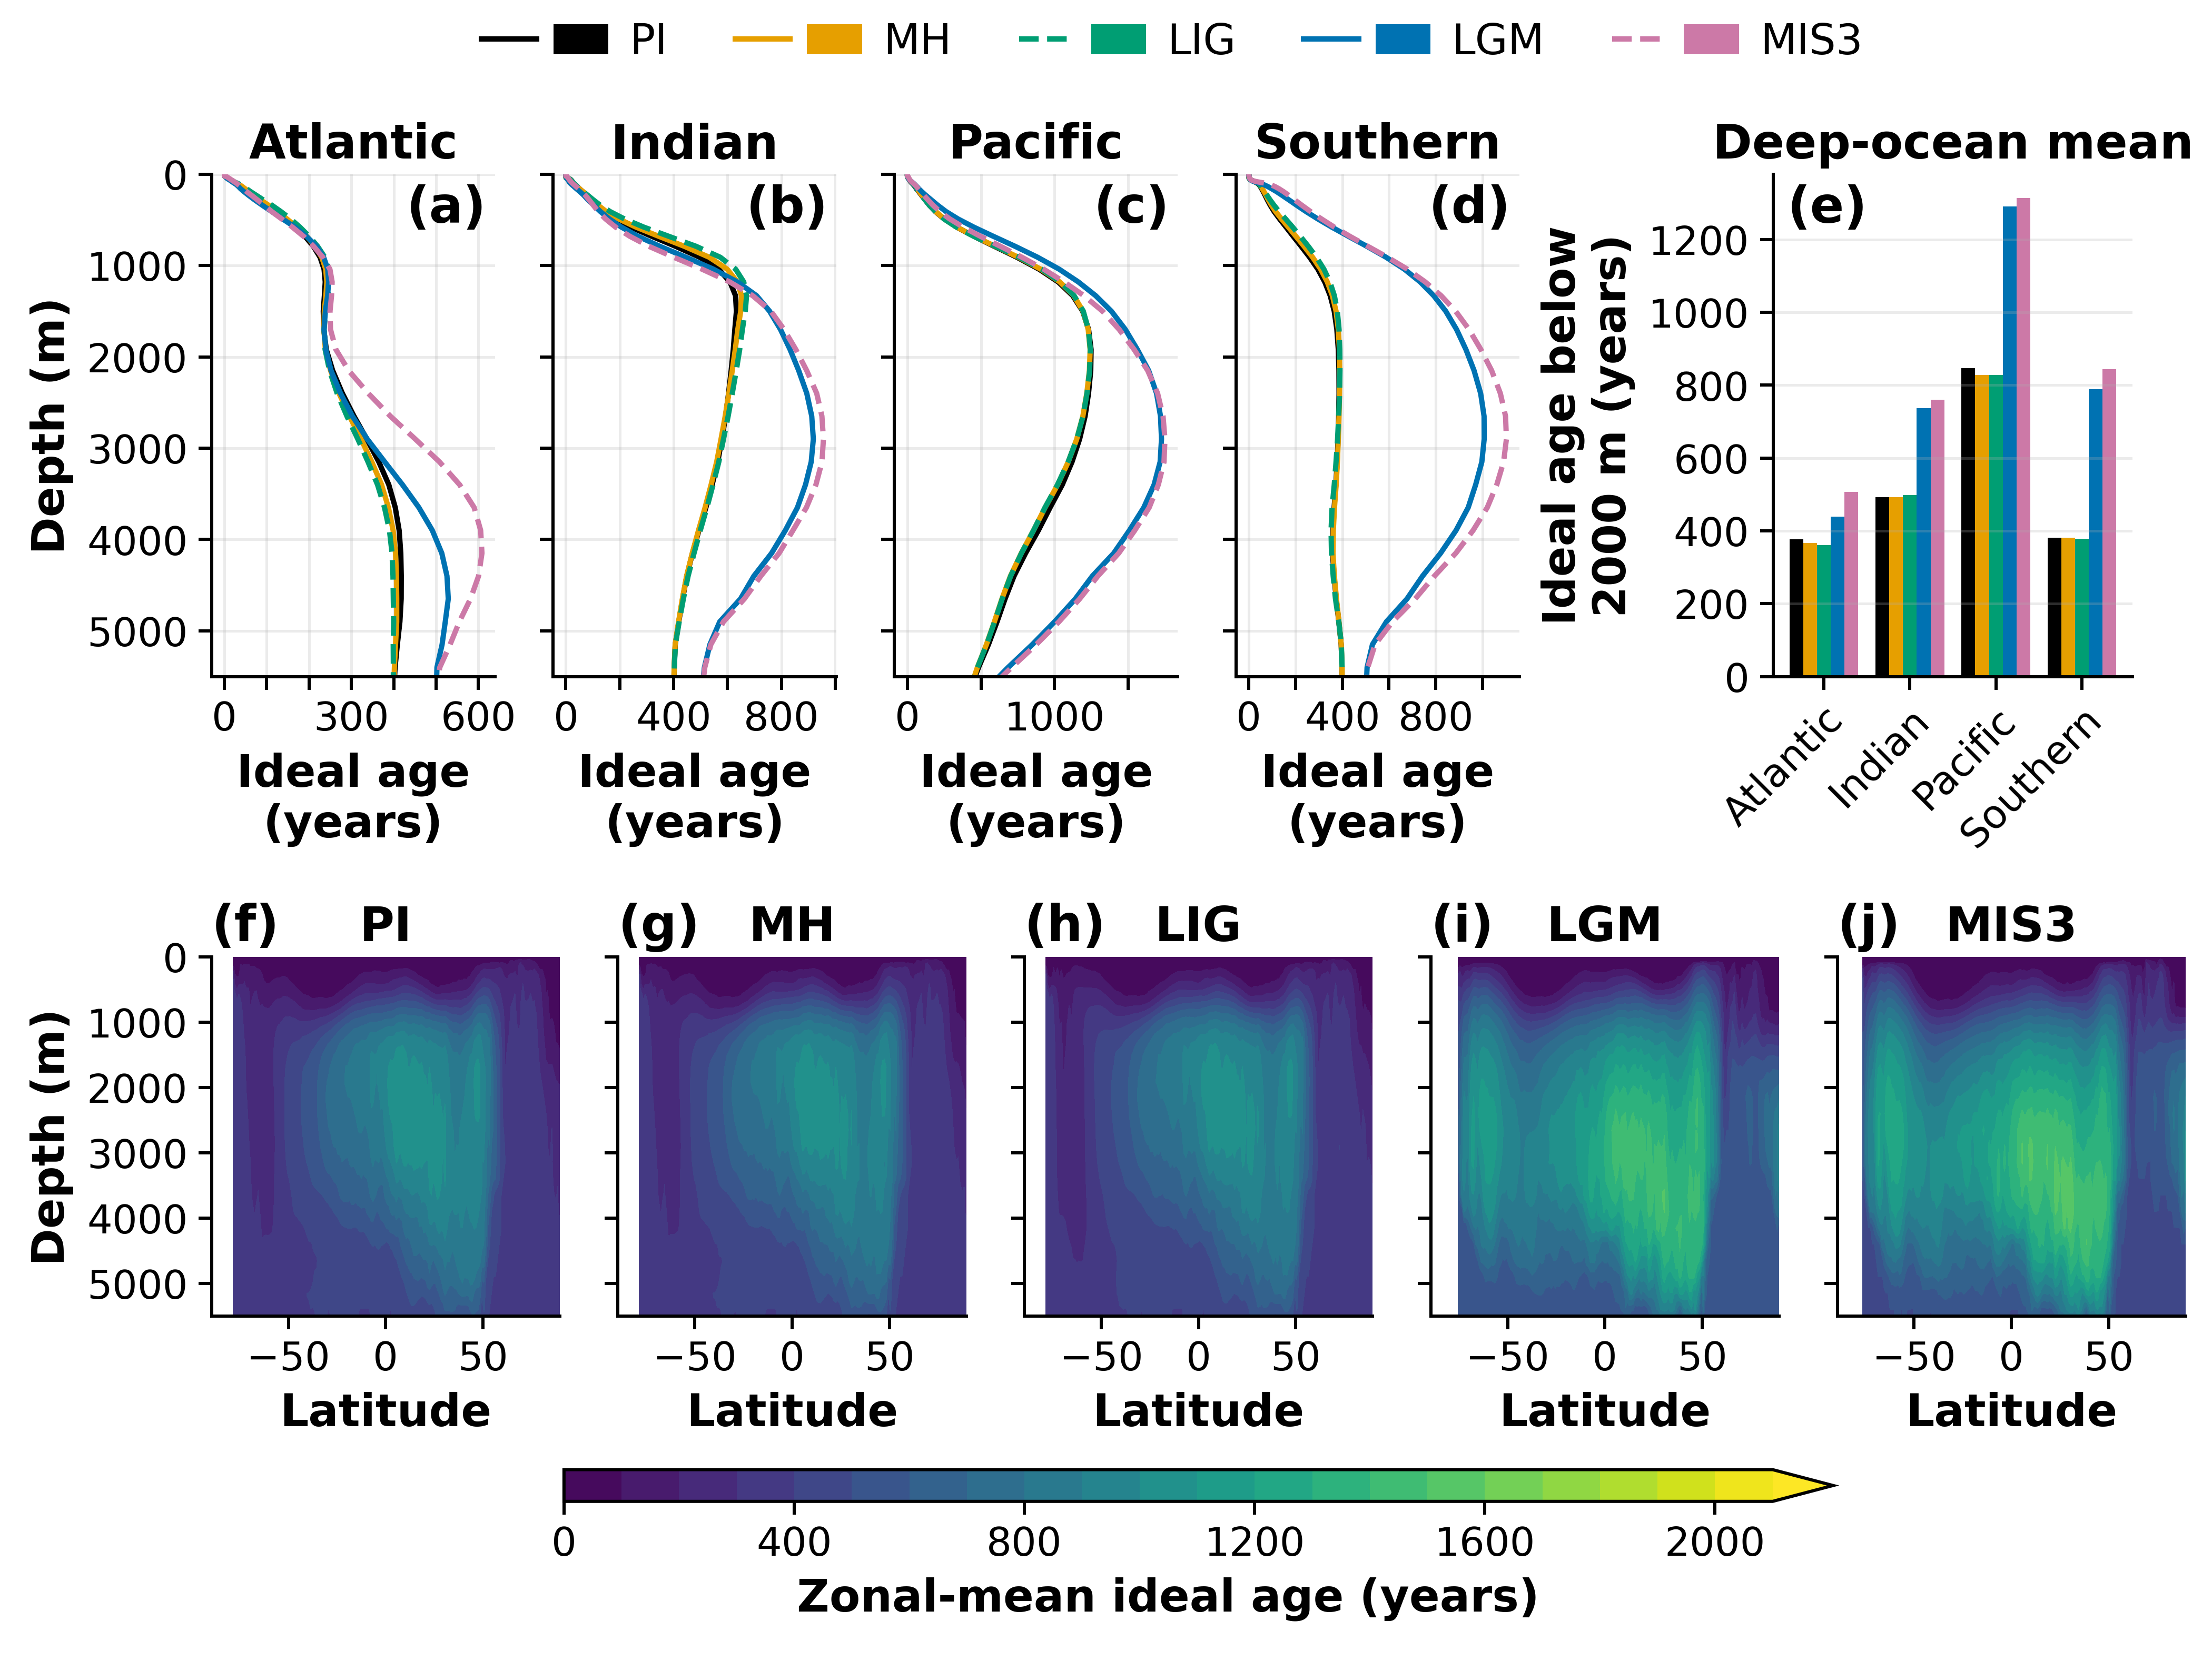 PI MH LIG LGM MIS3
Atlantic Indian Pacific Southern Deep-ocean mean
(a) (b) (c) (d) (e)
Depth (m)
0
1000
2000
3000
4000
5000
0 300 600
Ideal age
(years)
0 400 800
Ideal age
(years)
0 1000
Ideal age
(years)
0 400 800
Ideal age
(years)
Ideal age below
2000 m (years)
1200
1000
800
600
400
200
0
Atlantic
Indian
Pacific
Southern
(f) PI (g) MH (h) LIG (i) LGM (j) MIS3
Depth (m)
0
1000
2000
3000
4000
5000
−50 0 50 −50 0 50 −50 0 50 −50 0 50 −50 0 50
Latitude Latitude Latitude Latitude Latitude
0 400 800 1200 1600 2000
Zonal-mean ideal age (years)